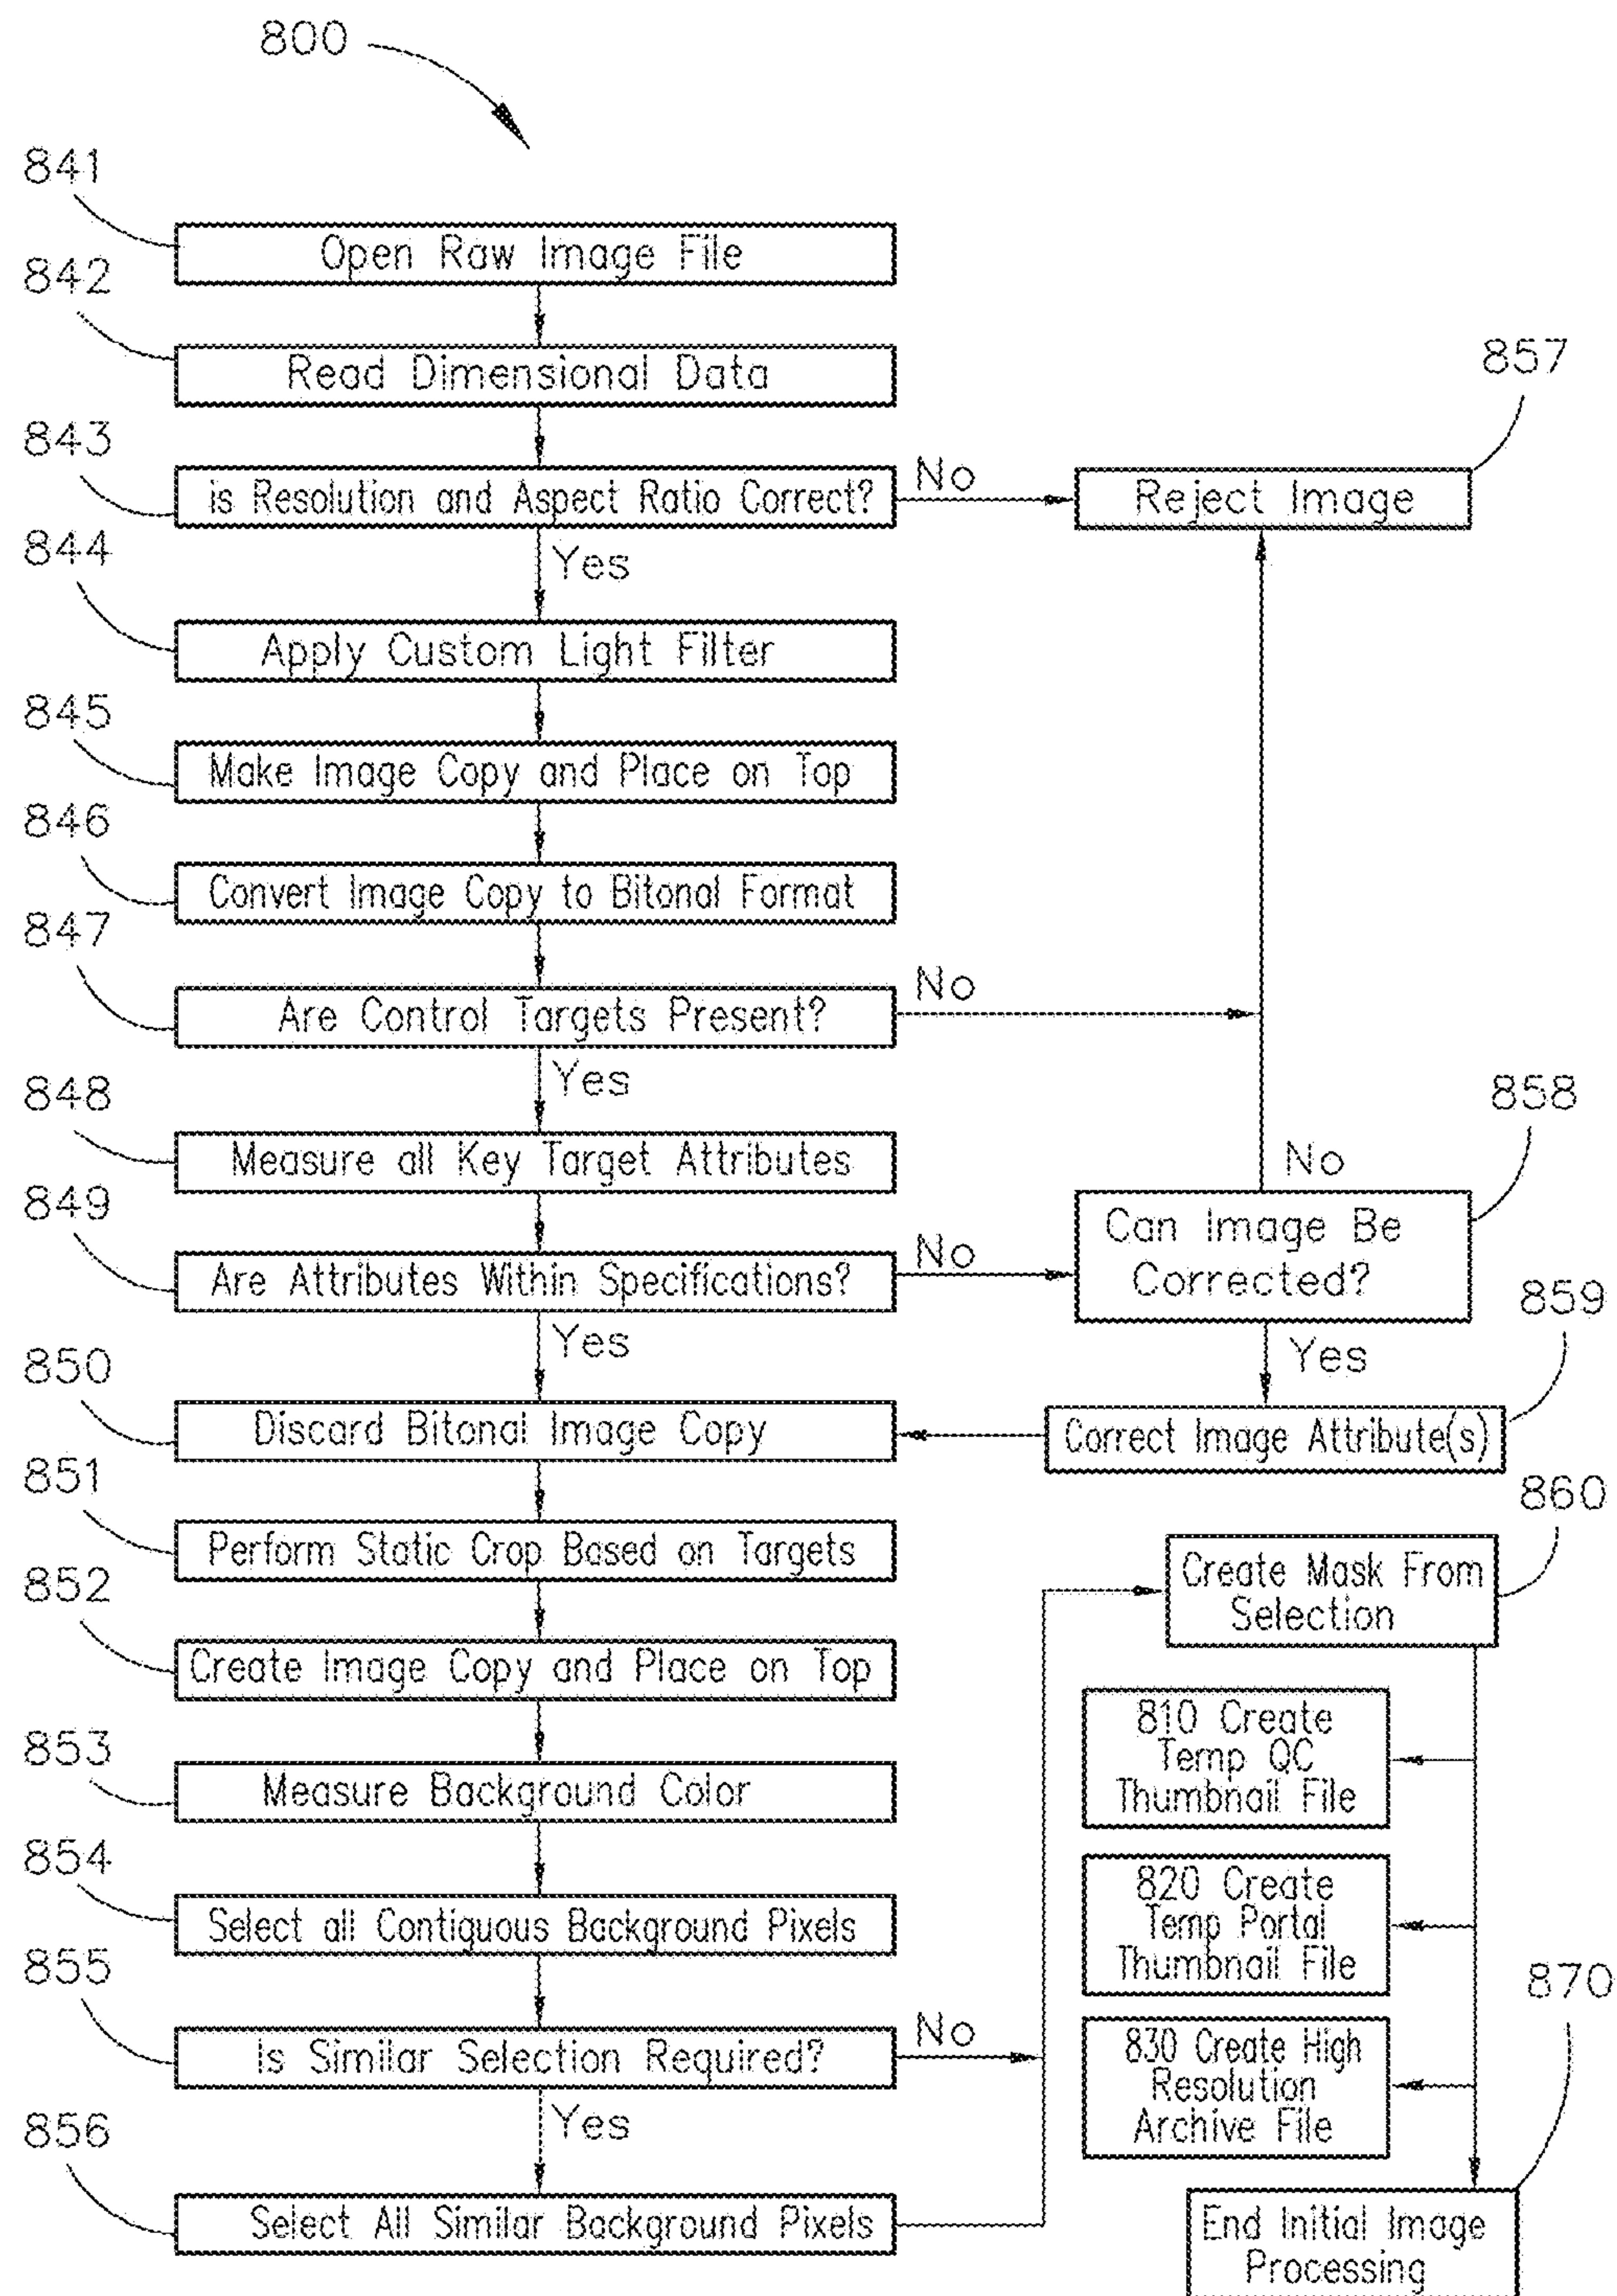 800
841
Open Raw Image File
842
Read Dimensional Data
857
843
is Resolution and Aspect Ratio Correct?
No
Reject Image
844
Yes
Apply Custom Light Filter
845
Make Image Copy and Place on Top
846
Convert Image Copy to Bitonal Format
847
Are Control Targets Present?
No
Yes
848
858
Measure all Key Target Attributes
No
849
Can Image Be
Corrected?
Are Attributes Within Specifications?
No
859
Yes
Yes
850
Discard Bitonal Image Copy
Correct Image Attribute(s)
851
860
Perform Static Crop Based on Targets
Create Mask From
Selection
852
Create Image Copy and Place on Top
810 Create
Temp QC
Thumbnail File
853
Measure Background Color
854
820 Create
Temp Portal
Thumbnail File
Select all Contiguous Background Pixels
855
870
Is Similar Selection Required?
No
830 Create High
Resolution
Archive File
Yes
856
Select All Similar Background Pixels
End Initial Image
Processing